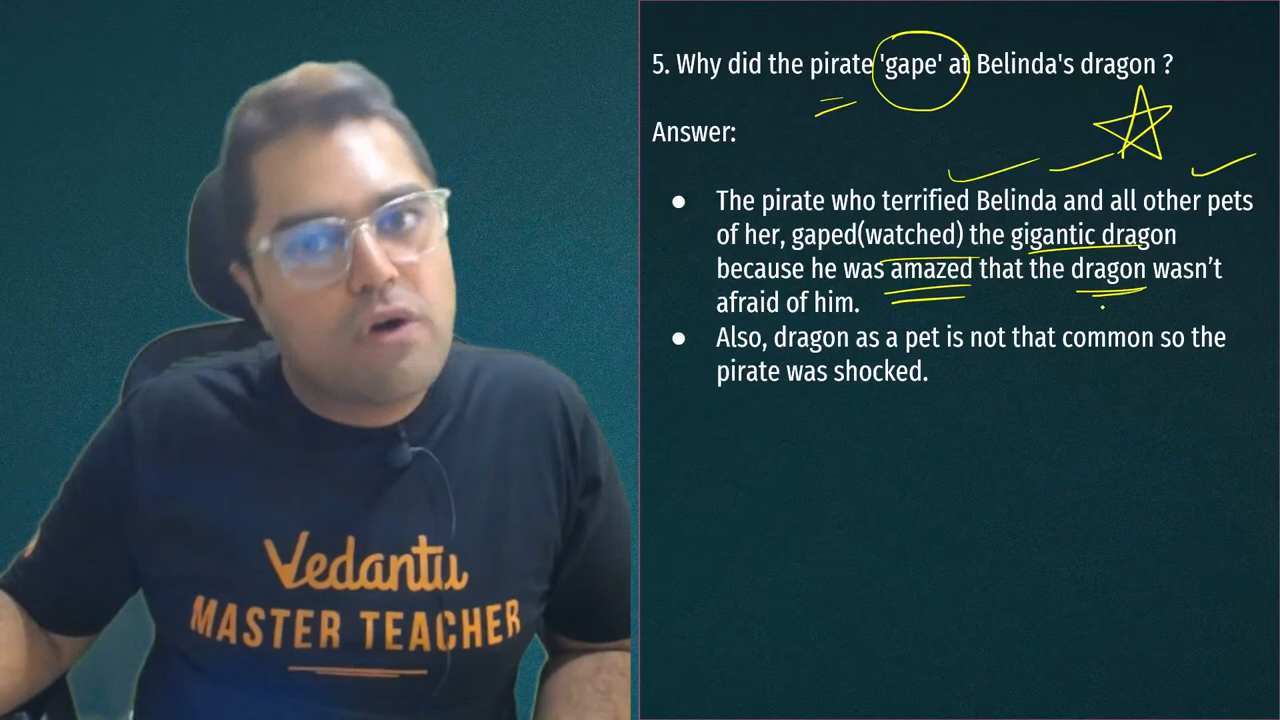 5. Why did the pirate 'gape' at Belinda's dragon ?
Answer:
● The pirate who terrified Belinda and all other pets
of her, gaped(watched) the gigantic dragon
because he was amazed that the dragon wasn’t
afraid of him.
● Also, dragon as a pet is not that common so the
pirate was shocked.
Vedantu
MASTER TEACHER